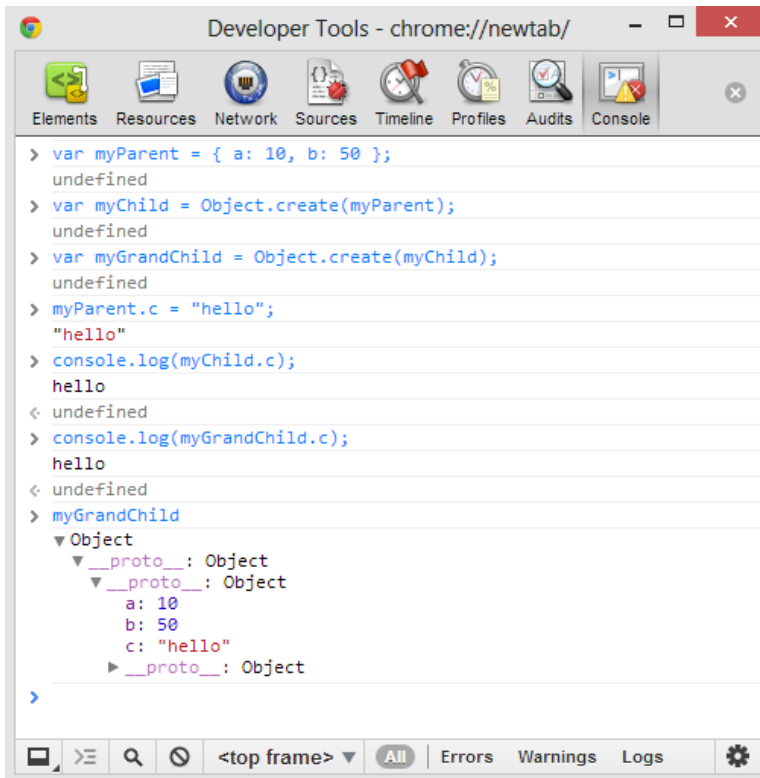 Developer Tools - chrome://newtab/
Elements Resources Network Sources Timeline Profiles Audits Console
> var myParent = { a: 10, b: 50 };
undefined
> var myChild = Object.create(myParent);
undefined
> var myGrandChild = Object.create(myChild);
undefined
> myParent.c = "hello";
"hello"
> console.log(myChild.c);
hello
undefined
> console.log(myGrandChild.c);
hello
undefined
> myGrandChild
▼Object
▼__proto__: Object
▼__proto__: Object
a: 10
b: 50
c: "hello"
▶__proto__: Object
>
<top frame> ▼ All Errors Warnings Logs